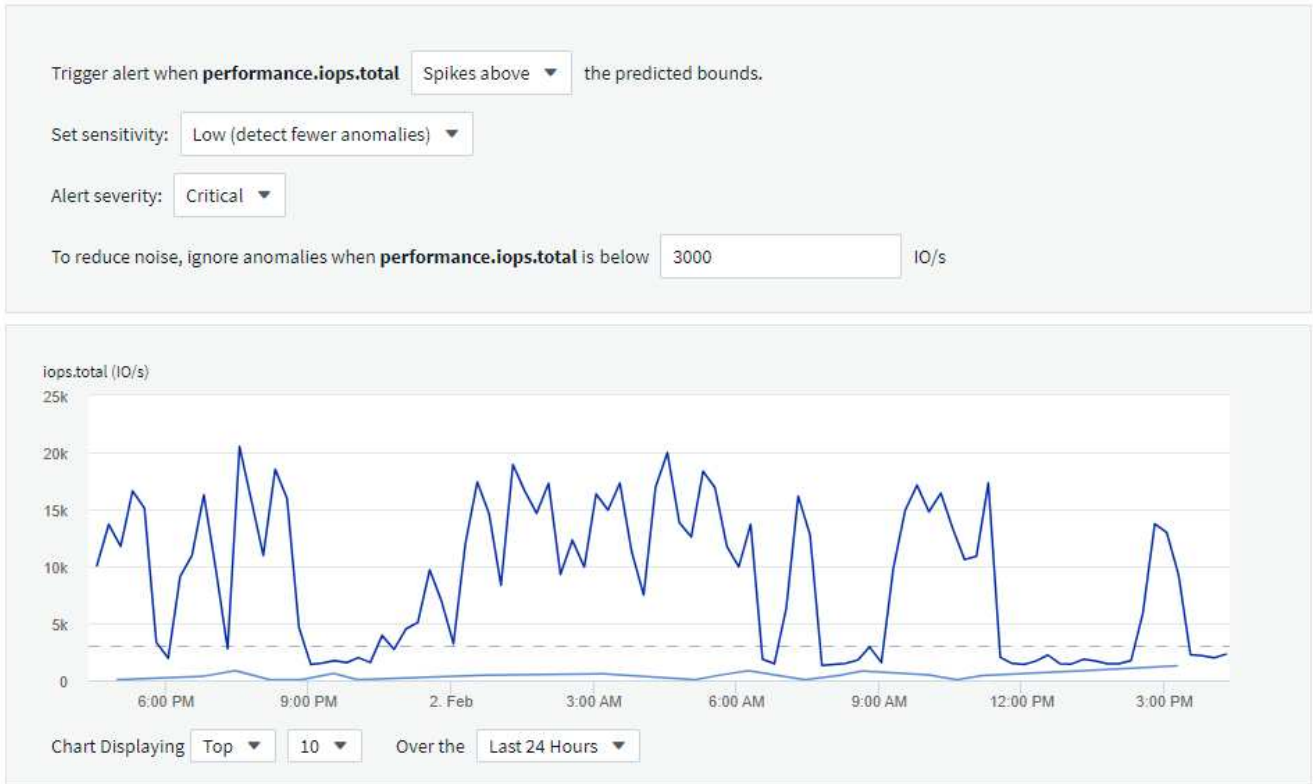 Trigger alert when performance.iops.total Spikes above the predicted bounds.
Set sensitivity: Low (detect fewer anomalies)
Alert severity: Critical
To reduce noise, ignore anomalies when performance.iops.total is below 3000 IO/s
iops.total (IO/s)
25k
20k
15k
10k
5k
0
6:00 PM 9:00 PM 2. Feb 3:00 AM 6:00 AM 9:00 AM 12:00 PM 3:00 PM
Chart Displaying Top 10 Over the Last 24 Hours